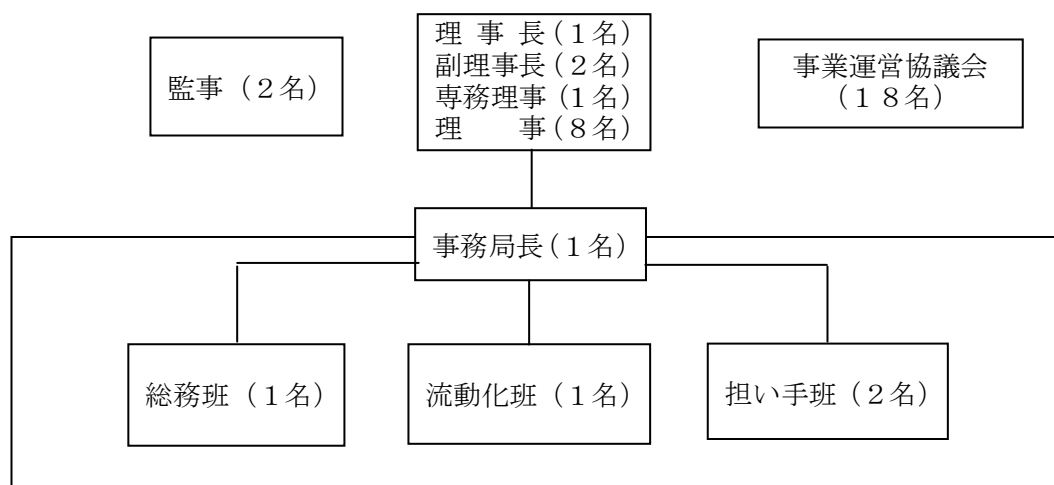 監事（２名）
理 事 長（１名）
副理事長（２名）
専務理事（１名）
理　　事（８名）
事業運営協議会
（１８名）
事務局長（１名）
総務班（１名）
流動化班（１名）
担い手班（２名）